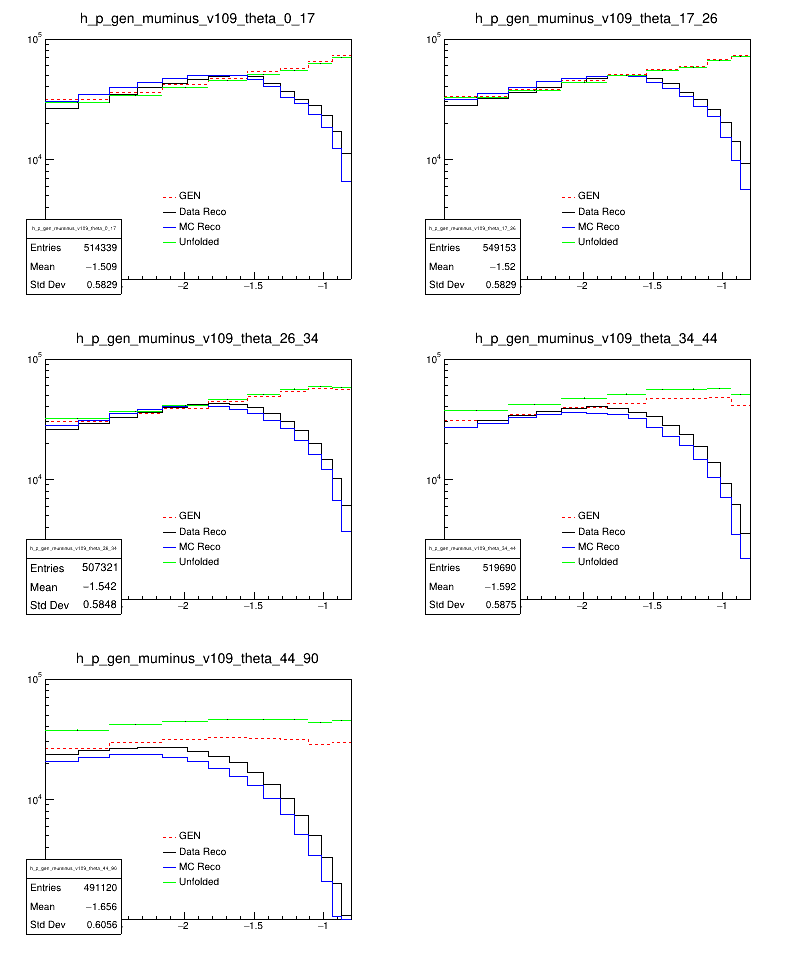 h_p_gen_muminus_v109_theta_0_17
10^5
10^4
GEN
Data Reco
MC Reco
Unfolded
h_p_gen_muminus_v109_theta_0_17
Entries 514339
Mean −1.509
Std Dev 0.5829
−2 −1.5 −1
h_p_gen_muminus_v109_theta_17_26
10^5
10^4
GEN
Data Reco
MC Reco
Unfolded
h_p_gen_muminus_v109_theta_17_26
Entries 549153
Mean −1.52
Std Dev 0.5829
−2 −1.5 −1
h_p_gen_muminus_v109_theta_26_34
10^5
10^4
GEN
Data Reco
MC Reco
Unfolded
h_p_gen_muminus_v109_theta_26_34
Entries 507321
Mean −1.542
Std Dev 0.5848
−2 −1.5 −1
h_p_gen_muminus_v109_theta_34_44
10^5
10^4
GEN
Data Reco
MC Reco
Unfolded
h_p_gen_muminus_v109_theta_34_44
Entries 519690
Mean −1.592
Std Dev 0.5875
−2 −1.5 −1
h_p_gen_muminus_v109_theta_44_90
10^5
10^4
GEN
Data Reco
MC Reco
Unfolded
h_p_gen_muminus_v109_theta_44_90
Entries 491120
Mean −1.656
Std Dev 0.6056
−2 −1.5 −1